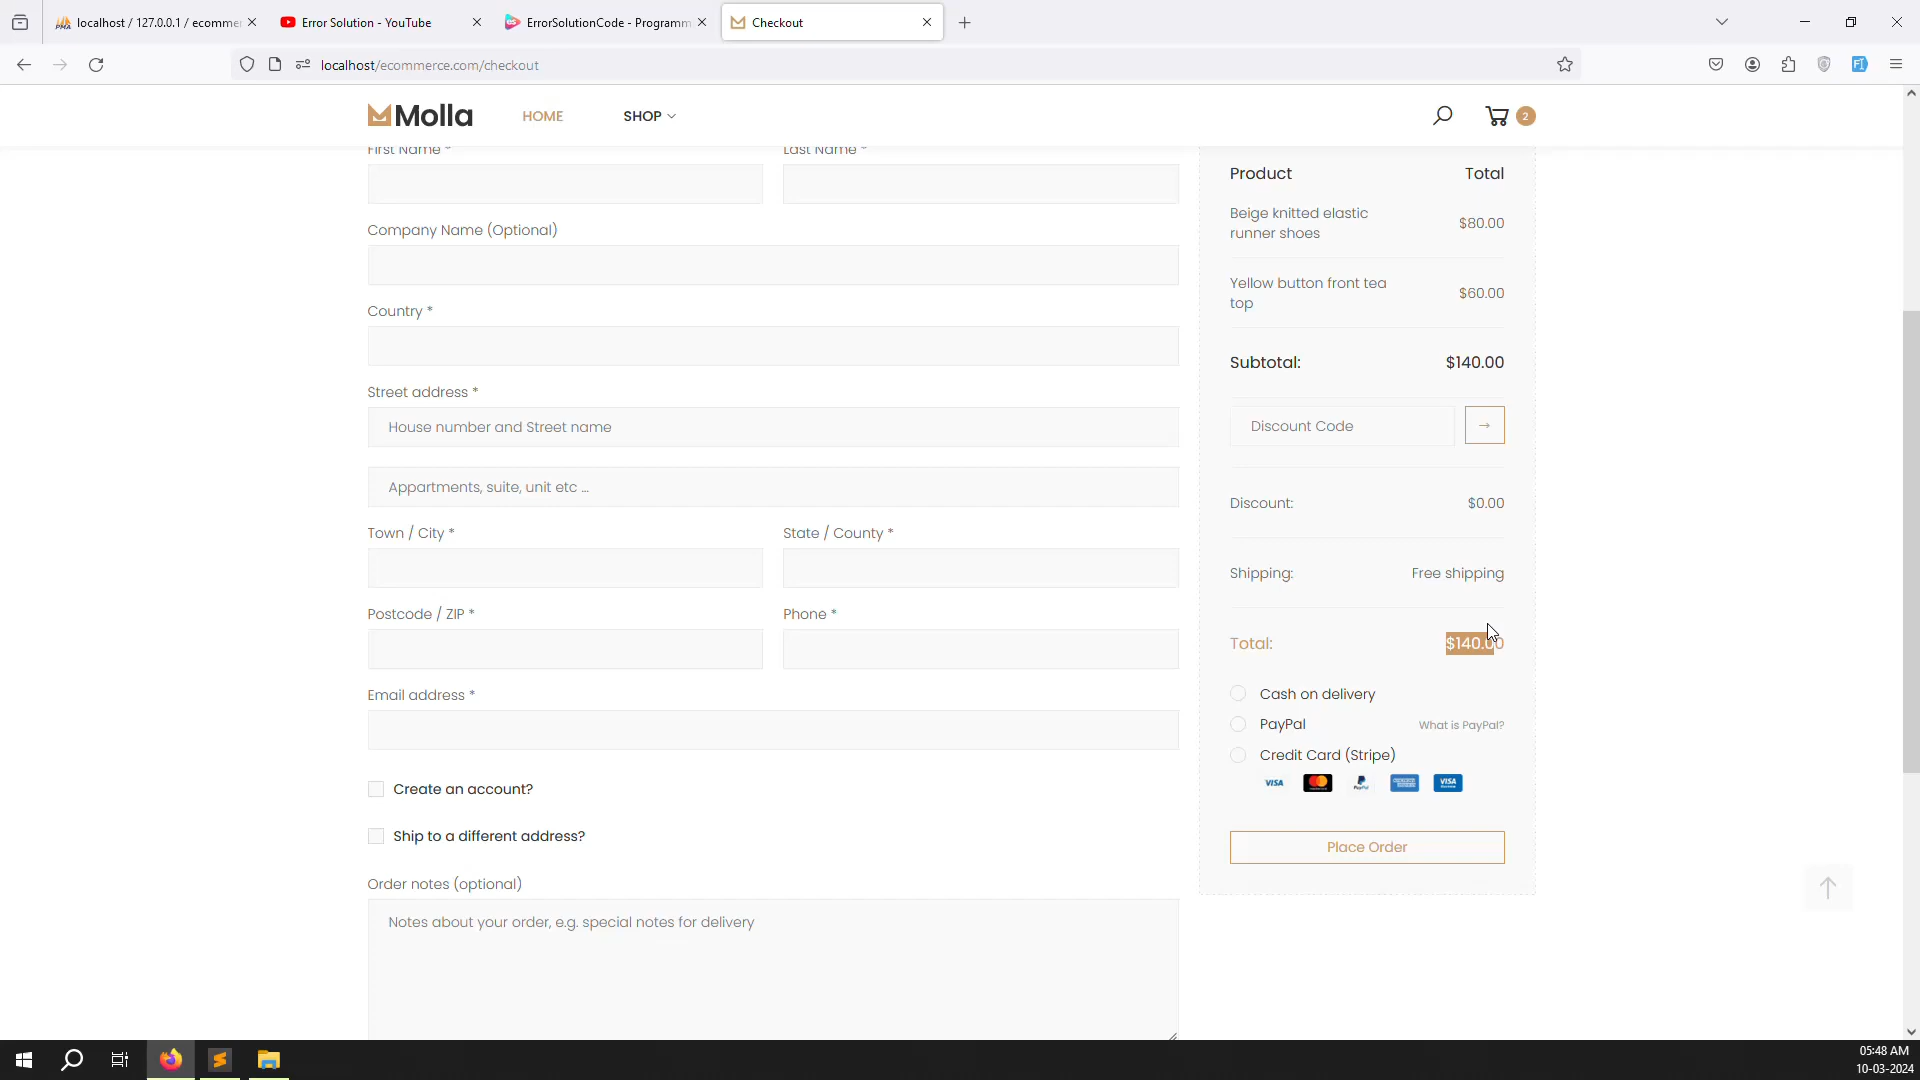 localhost / 127.0.0.1 / ecomme
Error Solution - YouTube
ErrorSolutionCode - Programm
Checkout
localhost/ecommerce.com/checkout
Molla
HOME
SHOP
2
First Name *
Last Name *
Company Name (Optional)
Country *
Street address *
House number and Street name
Appartments, suite, unit etc ...
Town / City *
State / County *
Postcode / ZIP *
Phone *
Email address *
Create an account?
Ship to a different address?
Order notes (optional)
Notes about your order, e.g. special notes for delivery
Product Total
Beige knitted elastic
runner shoes
$80.00
Yellow button front tea
top
$60.00
Subtotal: $140.00
Discount Code →
Discount: $0.00
Shipping: Free shipping
Total: $140.00
Cash on delivery
PayPal What is PayPal?
Credit Card (Stripe)
VISA
PayPal
VISA
Place Order
05:48 AM
10-03-2024